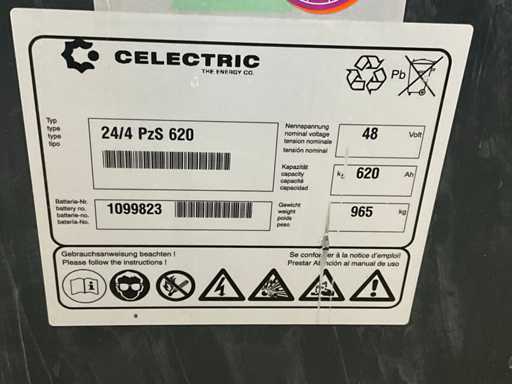 CELECTRIC
THE ENERGY CO.
Pb
Typ
type
type
tipo
24/4 PzS 620
Nennspannung
nominal voltage
tension nominale
tensión nominal
48 Volt
Kapazität
capacity
capacité
capacidad
620 Ah
Batterie-Nr.
battery no.
batterie no.
batería-No.
1099823
Gewicht
weight
poids
peso
965 kg
Gebrauchsanweisung beachten !
Please follow the instructions !
Se conformer à la notice d'emploi!
Prestar Atención al manual de uso